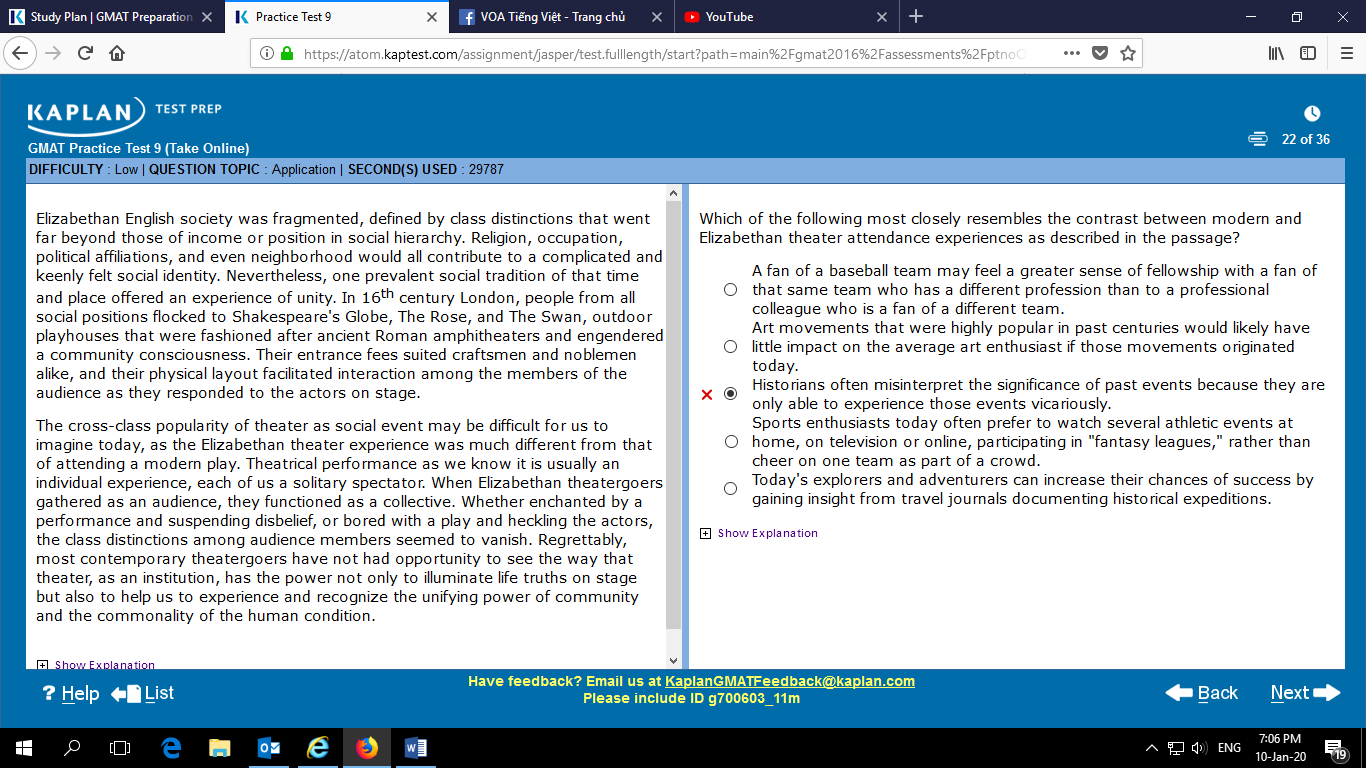 Study Plan | GMAT Preparation
Practice Test 9
VOA Tiếng Việt - Trang chủ
YouTube
https://atom.kaptest.com/assignment/jasper/test.fulllength/start?path=main%2Fgmat2016%2Fassessments%2Fptno
KAPLAN TEST PREP
GMAT Practice Test 9 (Take Online)
22 of 36
DIFFICULTY : Low | QUESTION TOPIC : Application | SECOND(S) USED : 29787
Elizabethan English society was fragmented, defined by class distinctions that went
far beyond those of income or position in social hierarchy. Religion, occupation,
political affiliations, and even neighborhood would all contribute to a complicated and
keenly felt social identity. Nevertheless, one prevalent social tradition of that time
and place offered an experience of unity. In 16th century London, people from all
social positions flocked to Shakespeare's Globe, The Rose, and The Swan, outdoor
playhouses that were fashioned after ancient Roman amphitheaters and engendered
a community consciousness. Their entrance fees suited craftsmen and noblemen
alike, and their physical layout facilitated interaction among the members of the
audience as they responded to the actors on stage.
The cross-class popularity of theater as social event may be difficult for us to
imagine today, as the Elizabethan theater experience was much different from that
of attending a modern play. Theatrical performance as we know it is usually an
individual experience, each of us a solitary spectator. When Elizabethan theatergoers
gathered as an audience, they functioned as a collective. Whether enchanted by a
performance and suspending disbelief, or bored with a play and heckling the actors,
the class distinctions among audience members seemed to vanish. Regrettably,
most contemporary theatergoers have not had opportunity to see the way that
theater, as an institution, has the power not only to illuminate life truths on stage
but also to help us to experience and recognize the unifying power of community
and the commonality of the human condition.
Show Explanation
Which of the following most closely resembles the contrast between modern and
Elizabethan theater attendance experiences as described in the passage?
A fan of a baseball team may feel a greater sense of fellowship with a fan of
that same team who has a different profession than to a professional
colleague who is a fan of a different team.
Art movements that were highly popular in past centuries would likely have
little impact on the average art enthusiast if those movements originated
today.
Historians often misinterpret the significance of past events because they are
only able to experience those events vicariously.
Sports enthusiasts today often prefer to watch several athletic events at
home, on television or online, participating in "fantasy leagues," rather than
cheer on one team as part of a crowd.
Today's explorers and adventurers can increase their chances of success by
gaining insight from travel journals documenting historical expeditions.
Show Explanation
? Help
List
Have feedback? Email us at KaplanGMATFeedback@kaplan.com
Please include ID g700603_11m
Back
Next
ENG
7:06 PM
10-Jan-20
19